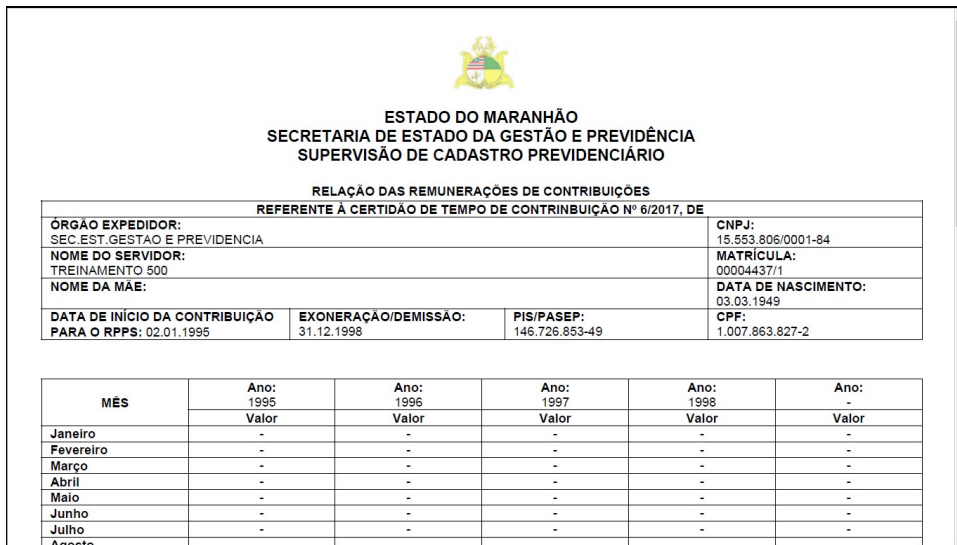 ESTADO DO MARANHÃO
SECRETARIA DE ESTADO DA GESTÃO E PREVIDÊNCIA
SUPERVISÃO DE CADASTRO PREVIDENCIÁRIO
RELAÇÃO DAS REMUNERAÇÕES DE CONTRIBUIÇÕES
REFERENTE À CERTIDÃO DE TEMPO DE CONTRINBUIÇÃO Nº 6/2017, DE
ÓRGÃO EXPEDIDOR: CNPJ:
SEC.EST.GESTAO E PREVIDENCIA 15.553.806/0001-84
NOME DO SERVIDOR: MATRÍCULA:
TREINAMENTO 500 00004437/1
NOME DA MÃE: DATA DE NASCIMENTO:
03.03.1949
DATA DE INÍCIO DA CONTRIBUIÇÃO EXONERAÇÃO/DEMISSÃO: PIS/PASEP: CPF:
PARA O RPPS: 02.01.1995 31.12.1998 146.726.853-49 1.007.863.827-2
MÊS Ano: Ano: Ano: Ano: Ano:
1995 1996 1997 1998 -
Valor Valor Valor Valor Valor
Janeiro - - - - -
Fevereiro - - - - -
Março - - - - -
Abril - - - - -
Maio - - - - -
Junho - - - - -
Julho - - - - -
Agosto